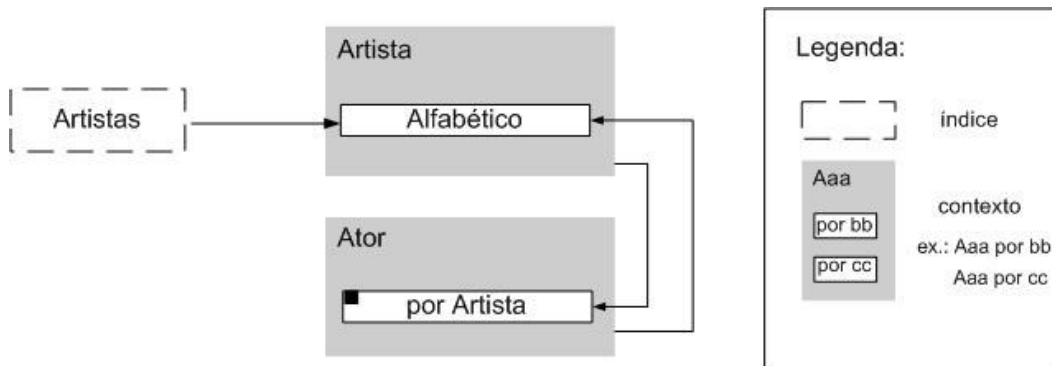 Artistas
Artista
Alfabético
Ator
por Artista
Legenda:
índice
Aaa
por bb
por cc
contexto
ex.: Aaa por bb
Aaa por cc